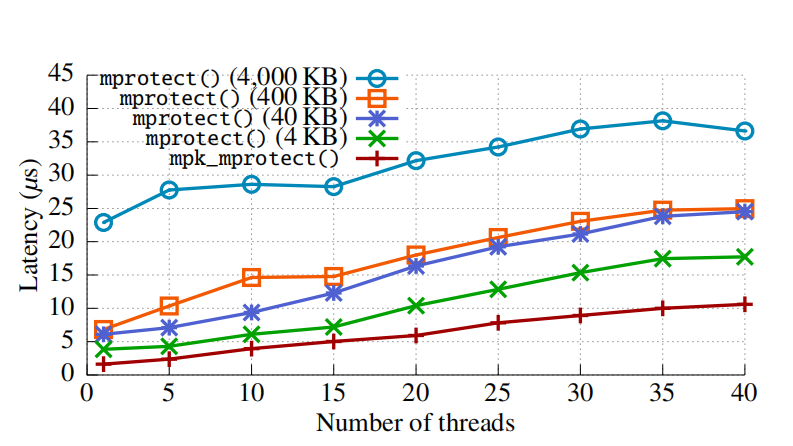 45
40
35
30
25
20
15
10
5
0
Latency (µs)
mprotect() (4,000 KB)
mprotect() (400 KB)
mprotect() (40 KB)
mprotect() (4 KB)
mpk_mprotect()
0 5 10 15 20 25 30 35 40
Number of threads